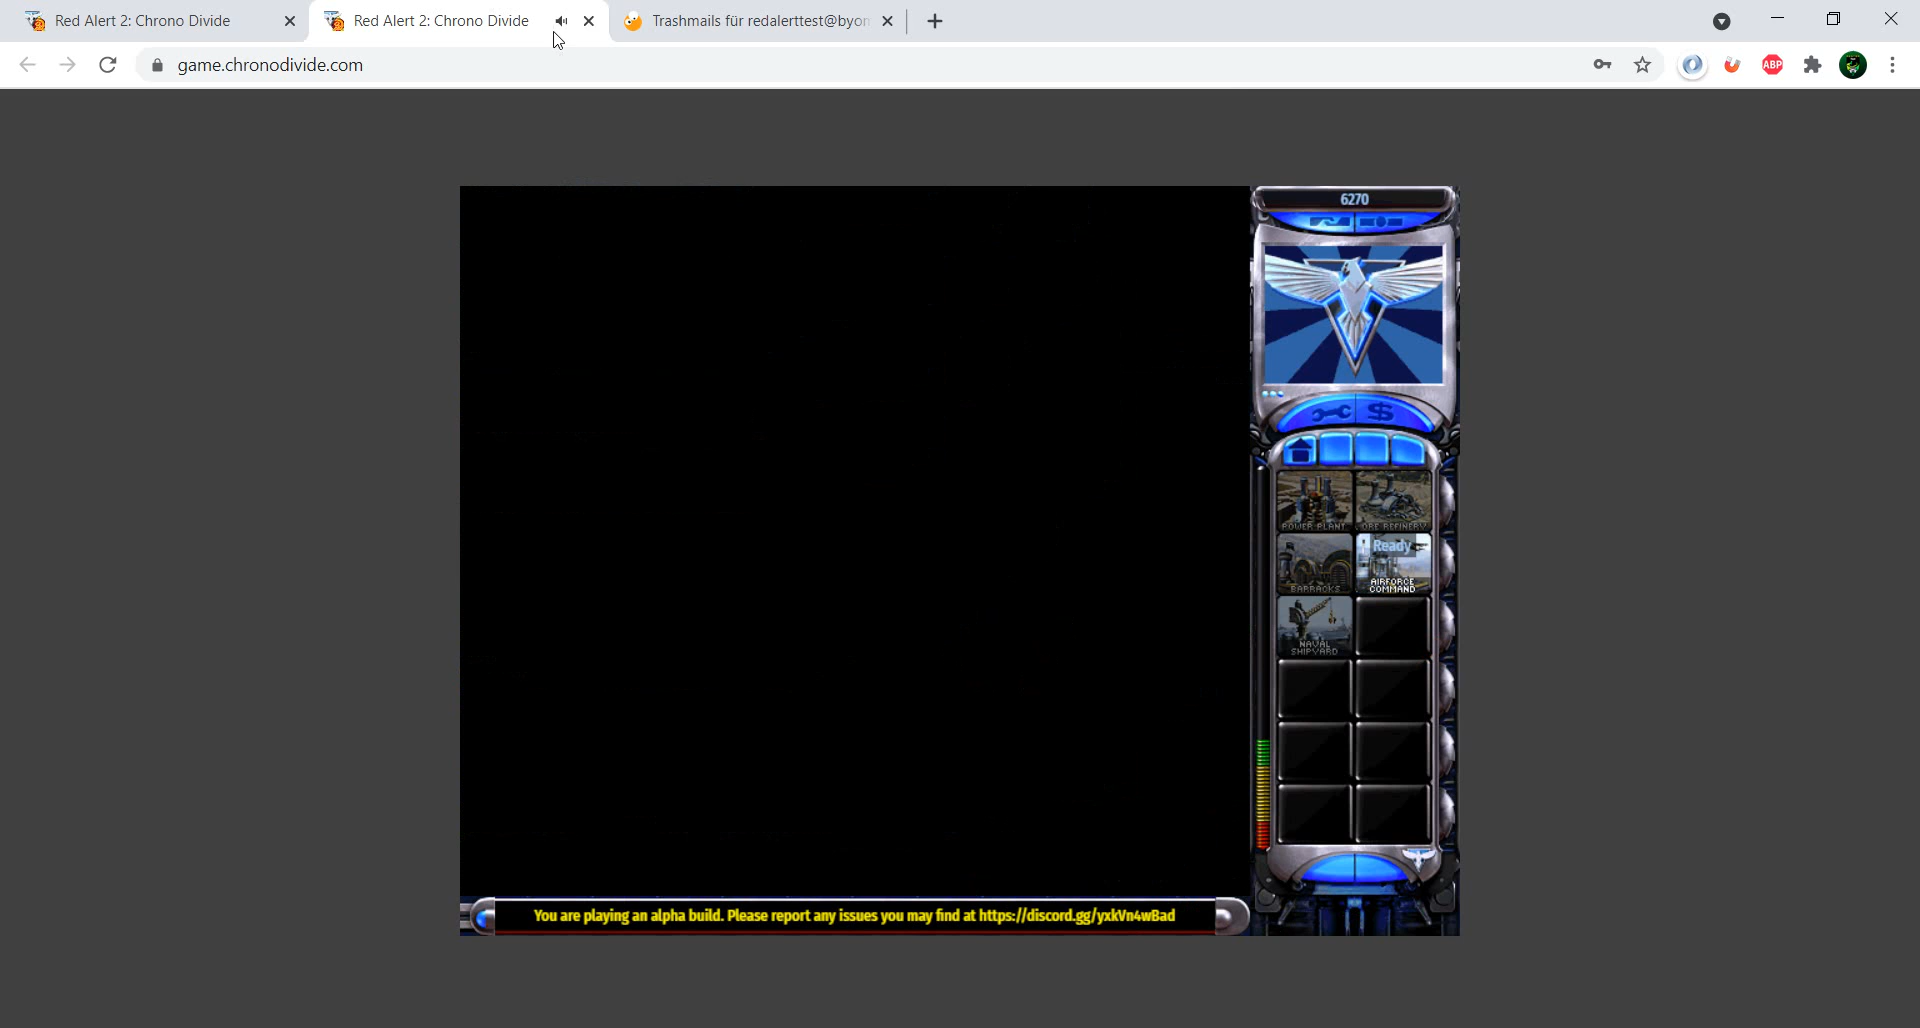 Red Alert 2: Chrono Divide
Red Alert 2: Chrono Divide
Trashmails für redalerttest@byon
game.chronodivide.com
ABP
6270
$
POWER PLANT
ORE REFINERY
BARRACKS
Ready
AIRFORCE
COMMAND
NAVAL
SHIPYARD
You are playing an alpha build. Please report any issues you may find at https://discord.gg/yxkVn4wBad